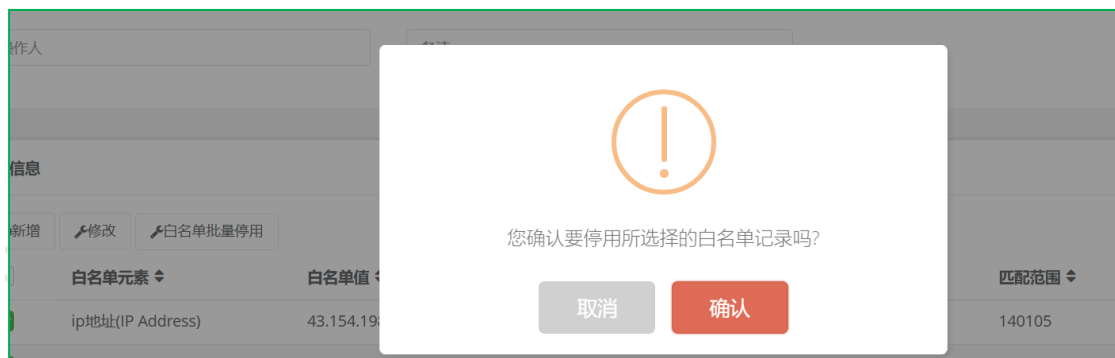 作人
信息
新增 修改 白名单批量停用
白名单元素 白名单值 匹配范围
ip地址(IP Address) 43.154.19 140105
您确认要停用所选择的白名单记录吗?
取消 确认